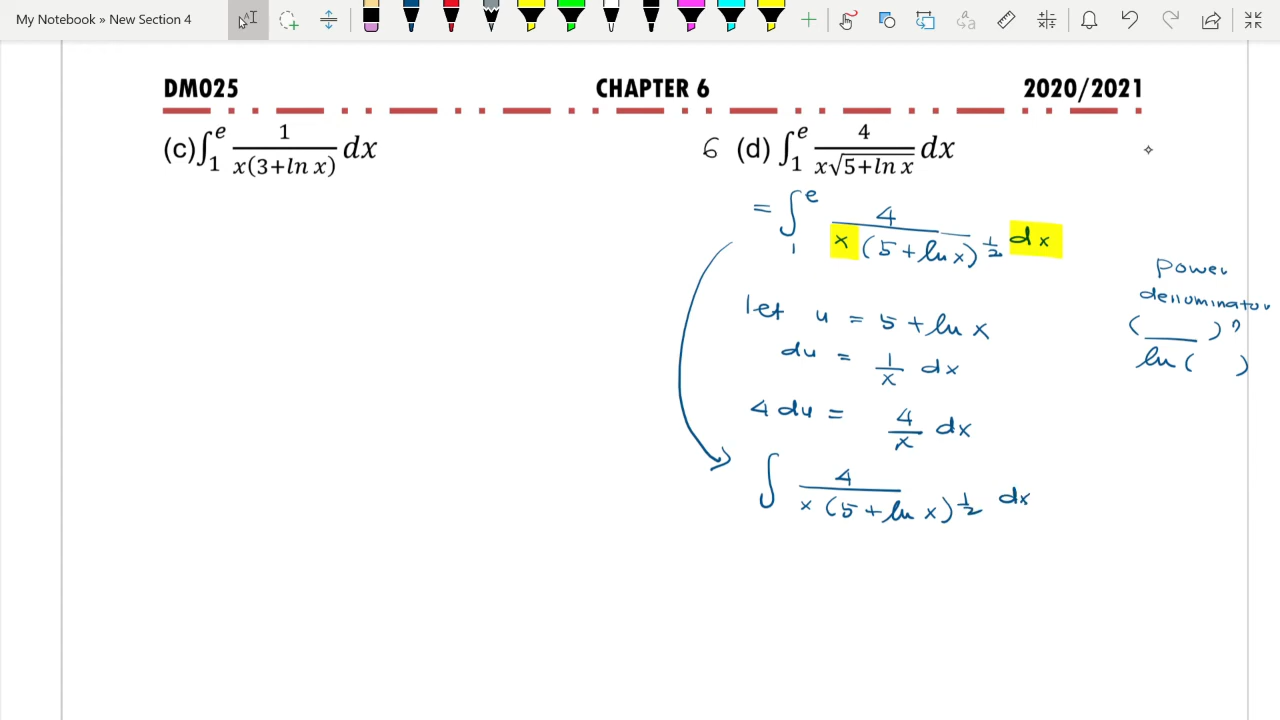 My Notebook » New Section 4
DM025 CHAPTER 6 2020/2021
(c) ∫₁ᵉ 1/(x(3+ln x)) dx
6 (d) ∫₁ᵉ 4/(x√(5+ln x)) dx
= ∫₁ᵉ 4/(x (5+ln x)^(1/2)) dx
let u = 5 + ln x
du = 1/x dx
4 du = 4/x dx
∫ 4/(x (5+ln x)^(1/2)) dx
power
denominator
( __ )ⁿ
ln ( )